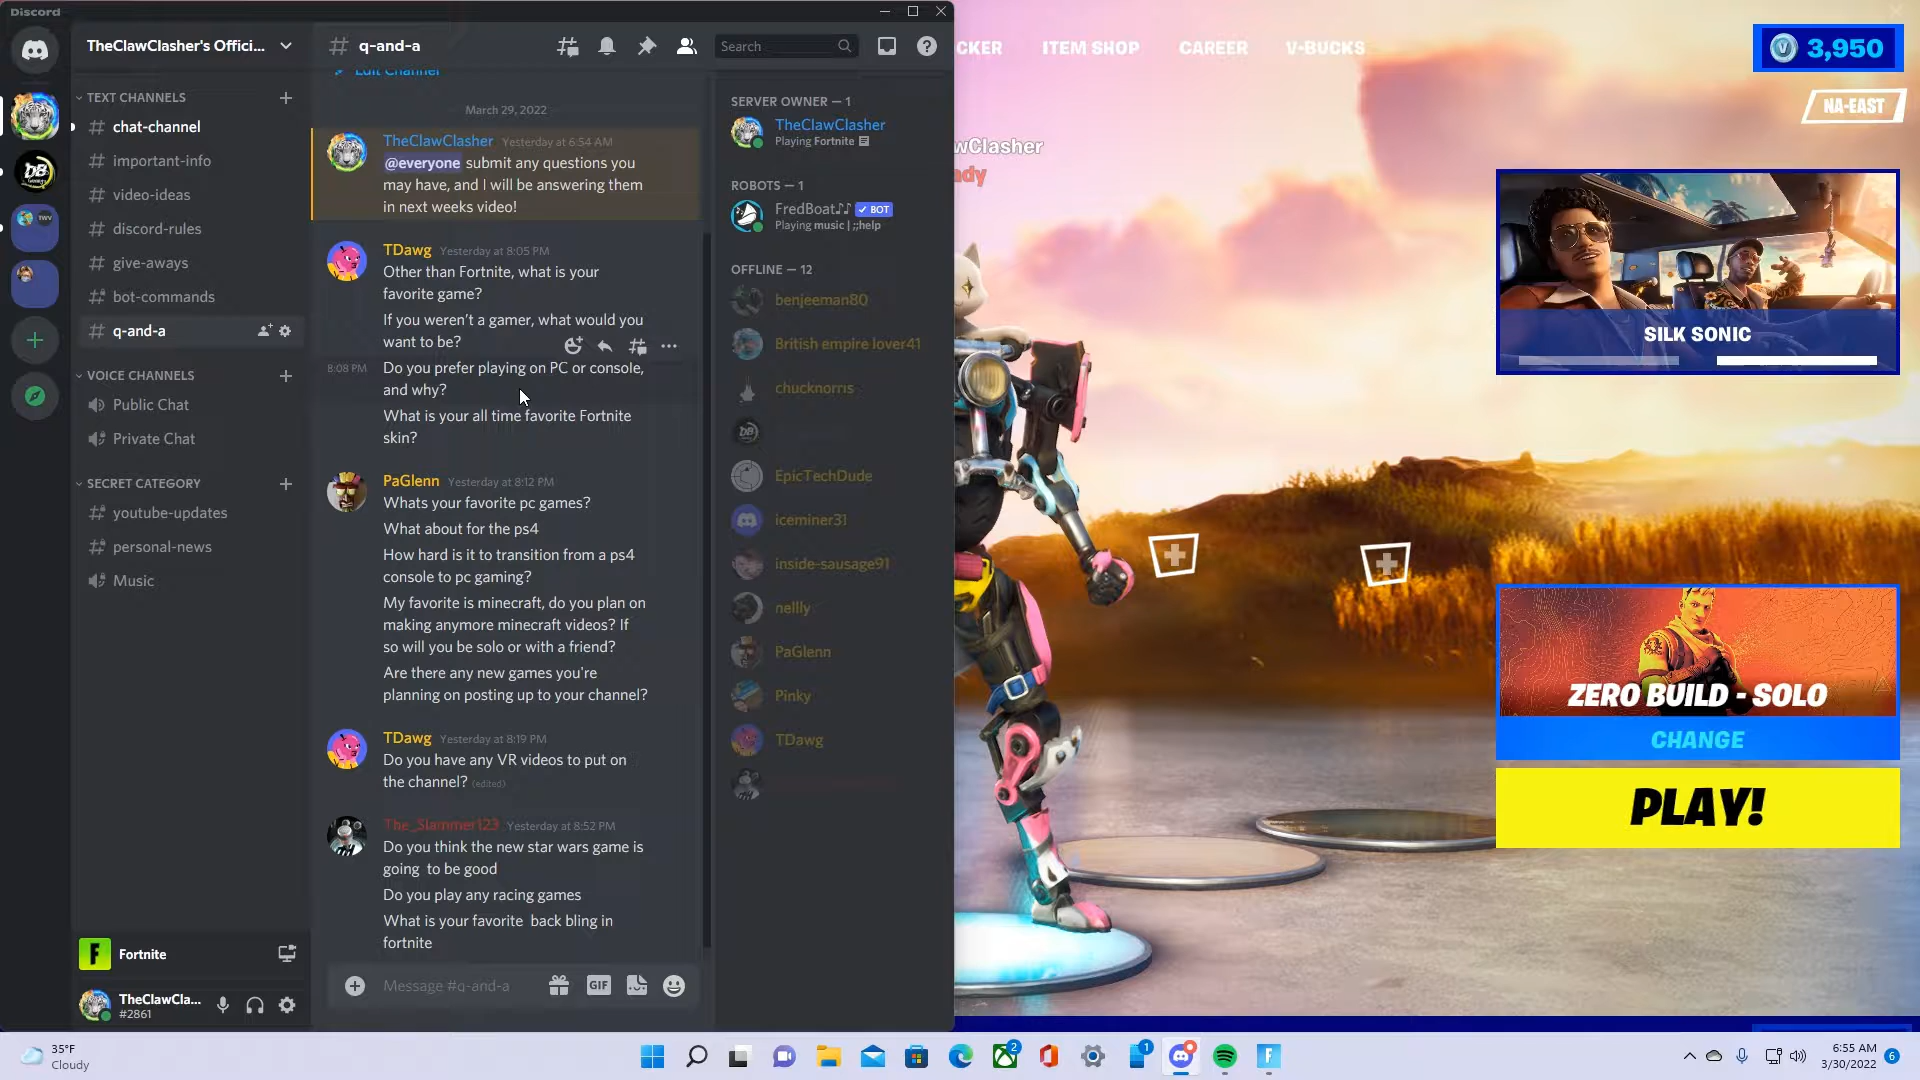 Discord
TheClawClasher's Offici...
TEXT CHANNELS
chat-channel
important-info
video-ideas
discord-rules
give-aways
bot-commands
q-and-a
VOICE CHANNELS
Public Chat
Private Chat
SECRET CATEGORY
youtube-updates
personal-news
Music
Fortnite
TheClawCla...
#2861
q-and-a
Search
Edit Channel
March 29, 2022
TheClawClasher Yesterday at 6:54 AM
@everyone submit any questions you
may have, and I will be answering them
in next weeks video!
TDawg Yesterday at 8:05 PM
Other than Fortnite, what is your
favorite game?
If you weren't a gamer, what would you
want to be?
8:08 PM Do you prefer playing on PC or console,
and why?
What is your all time favorite Fortnite
skin?
PaGlenn Yesterday at 8:12 PM
Whats your favorite pc games?
What about for the ps4
How hard is it to transition from a ps4
console to pc gaming?
My favorite is minecraft, do you plan on
making anymore minecraft videos? If
so will you be solo or with a friend?
Are there any new games you're
planning on posting up to your channel?
TDawg Yesterday at 8:19 PM
Do you have any VR videos to put on
the channel? (edited)
The_Slammer123 Yesterday at 8:52 PM
Do you think the new star wars game is
going to be good
Do you play any racing games
What is your favorite back bling in
fortnite
Message #q-and-a
GIF
SERVER OWNER — 1
TheClawClasher
Playing Fortnite
ROBOTS — 1
FredBoat♪♪ ✓ BOT
Playing music | ;;help
OFFLINE — 12
benjeeman80
British empire lover41
chucknorris
EpicTechDude
iceminer31
inside-sausage91
nellly
PaGlenn
Pinky
TDawg
CKER
ITEM SHOP
CAREER
V-BUCKS
3,950
NA-EAST
wClasher
ady
SILK SONIC
ZERO BUILD - SOLO
CHANGE
PLAY!
35°F
Cloudy
2
1
6:55 AM
3/30/2022
6